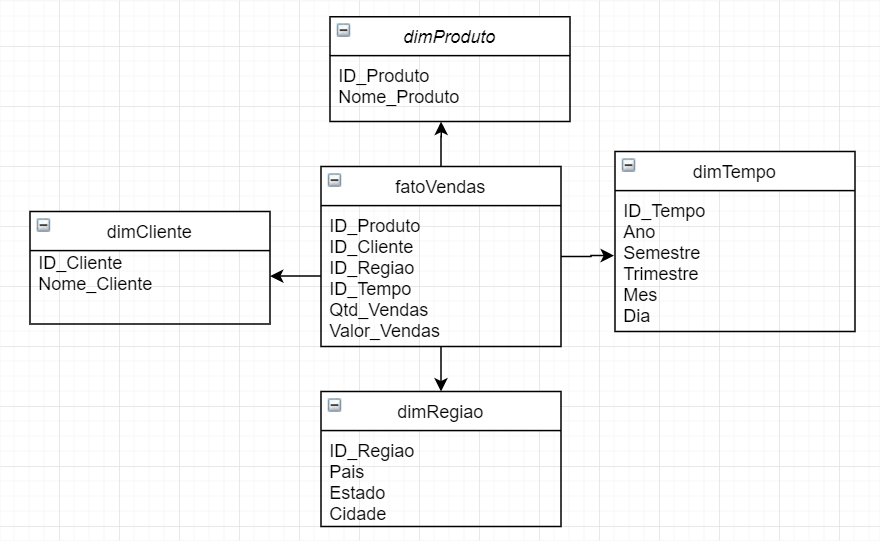 dimProduto
ID_Produto
Nome_Produto
fatoVendas
ID_Produto
ID_Cliente
ID_Regiao
ID_Tempo
Qtd_Vendas
Valor_Vendas
dimTempo
ID_Tempo
Ano
Semestre
Trimestre
Mes
Dia
dimCliente
ID_Cliente
Nome_Cliente
dimRegiao
ID_Regiao
Pais
Estado
Cidade